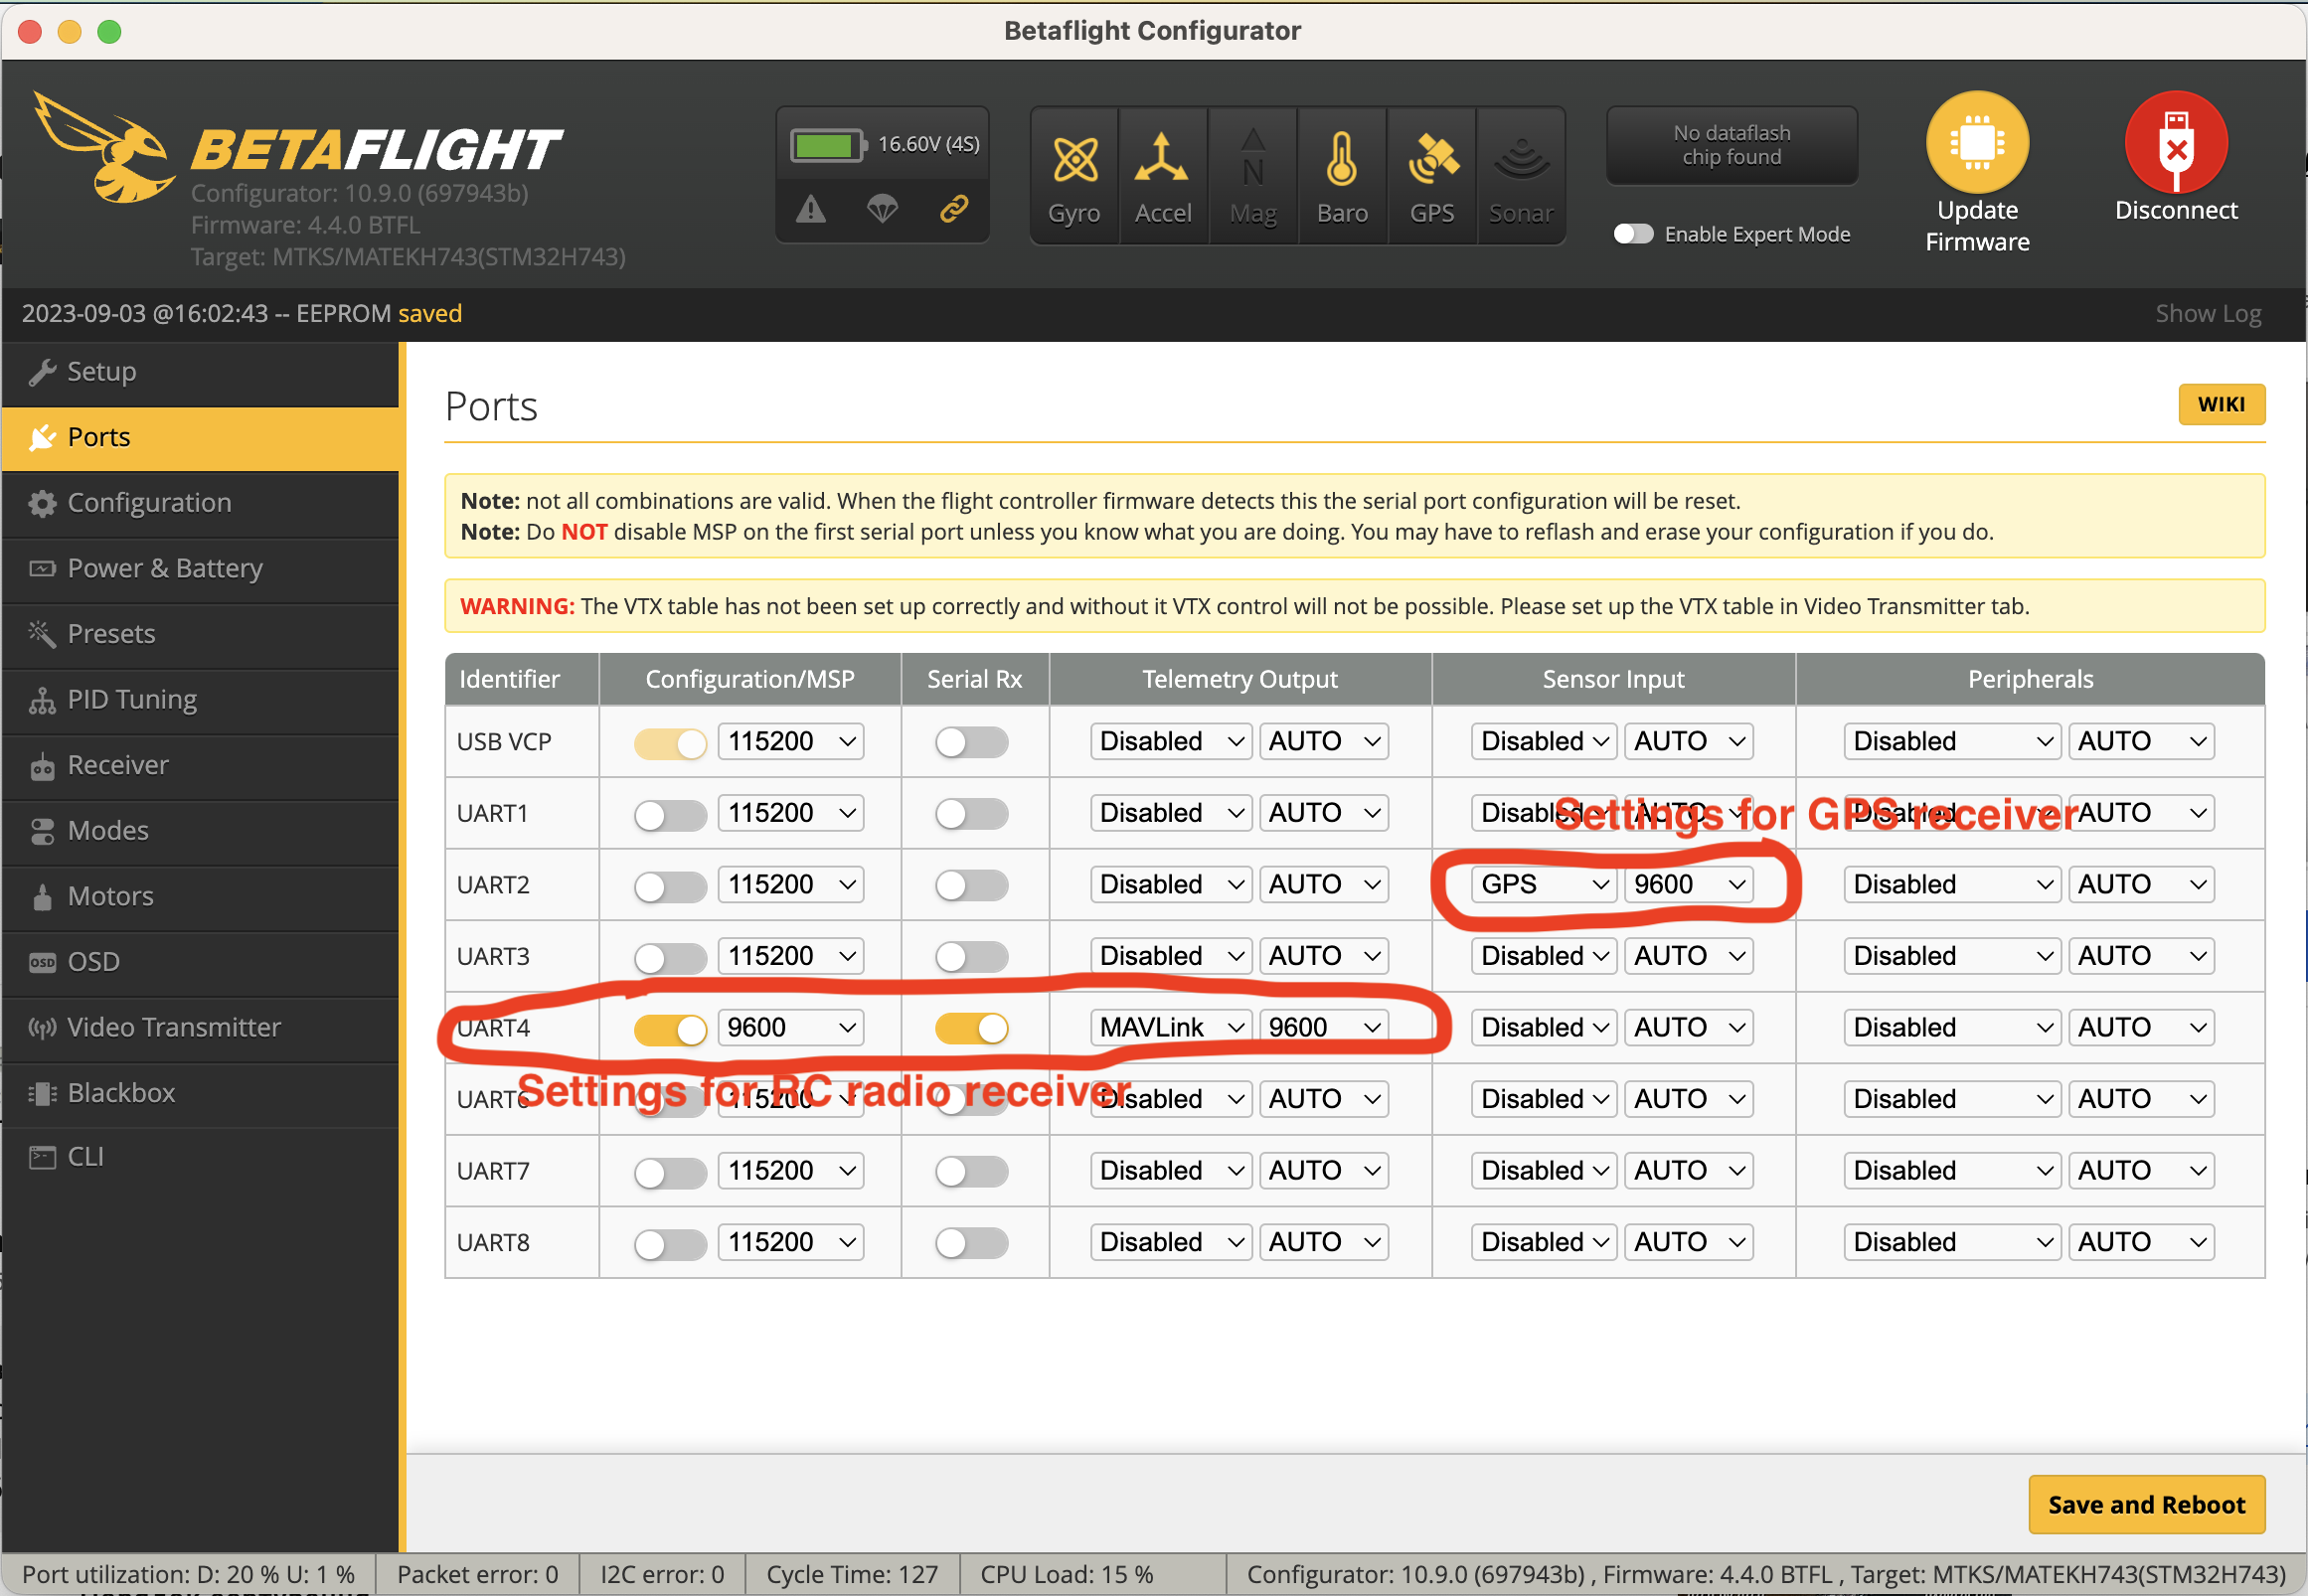 Betaflight Configurator
BETAFLIGHT
Configurator: 10.9.0 (697943b)
Firmware: 4.4.0 BTFL
Target: MTKS/MATEKH743(STM32H743)
16.60V (4S)
Gyro Accel N Mag Baro GPS Sonar
No dataflash
chip found
Enable Expert Mode
Update
Firmware
Disconnect
2023-09-03 @16:02:43 -- EEPROM saved
Show Log
Setup
Ports
Configuration
Power & Battery
Presets
PID Tuning
Receiver
Modes
Motors
OSD OSD
Video Transmitter
Blackbox
CLI
Ports
WIKI
Note: not all combinations are valid. When the flight controller firmware detects this the serial port configuration will be reset.
Note: Do NOT disable MSP on the first serial port unless you know what you are doing. You may have to reflash and erase your configuration if you do.
WARNING: The VTX table has not been set up correctly and without it VTX control will not be possible. Please set up the VTX table in Video Transmitter tab.
Identifier Configuration/MSP Serial Rx Telemetry Output Sensor Input Peripherals
USB VCP 115200 Disabled AUTO Disabled AUTO Disabled AUTO
UART1 115200 Disabled AUTO Disabled AUTO Disabled AUTO
Settings for GPS receiver
UART2 115200 Disabled AUTO GPS 9600 Disabled AUTO
UART3 115200 Disabled AUTO Disabled AUTO Disabled AUTO
UART4 9600 MAVLink 9600 Disabled AUTO Disabled AUTO
Settings for RC radio receiver
UART6 115200 Disabled AUTO Disabled AUTO Disabled AUTO
UART7 115200 Disabled AUTO Disabled AUTO Disabled AUTO
UART8 115200 Disabled AUTO Disabled AUTO Disabled AUTO
Save and Reboot
Port utilization: D: 20 % U: 1 % Packet error: 0 I2C error: 0 Cycle Time: 127 CPU Load: 15 % Configurator: 10.9.0 (697943b) , Firmware: 4.4.0 BTFL , Target: MTKS/MATEKH743(STM32H743)